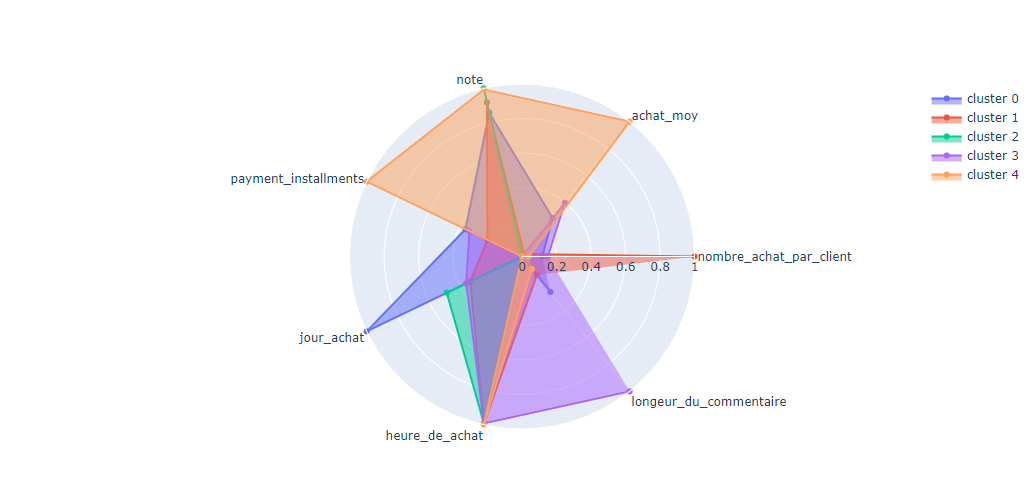 note
achat_moy
payment_installments
nombre_achat_par_client
0 0.2 0.4 0.6 0.8 1
jour_achat
longeur_du_commentaire
heure_de_achat
cluster 0
cluster 1
cluster 2
cluster 3
cluster 4